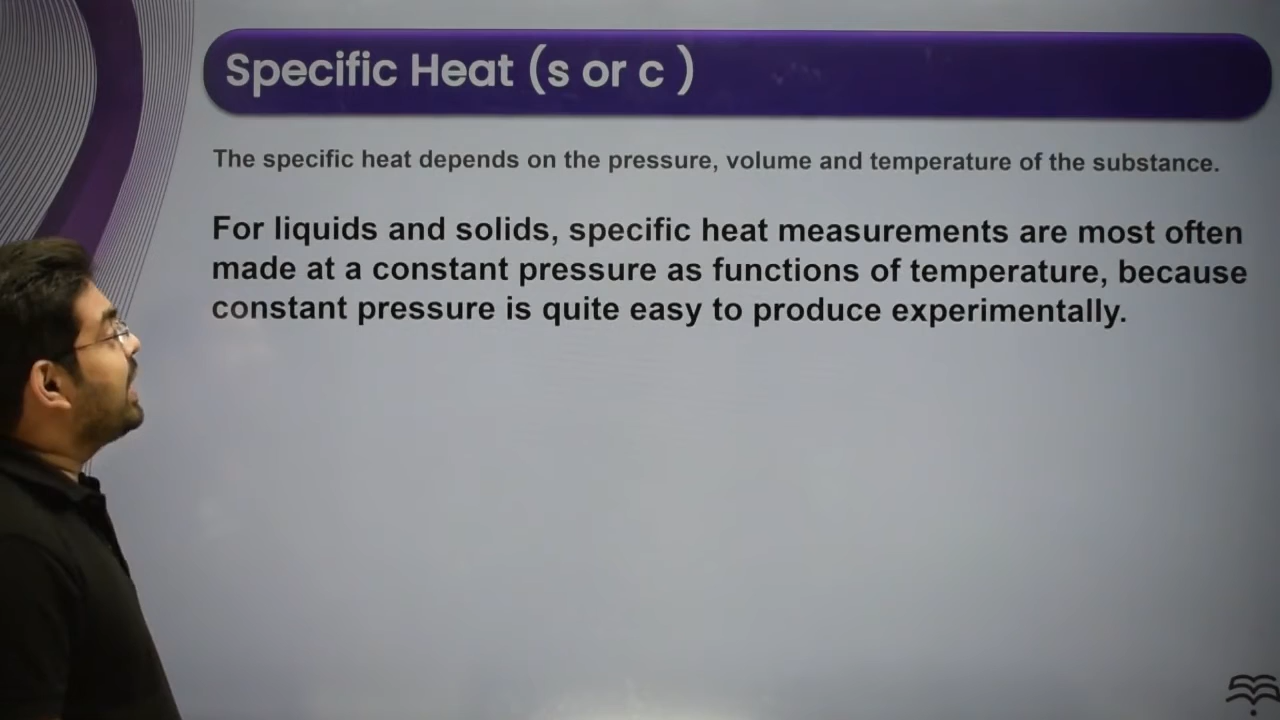 Specific Heat (s or c )
The specific heat depends on the pressure, volume and temperature of the substance.
For liquids and solids, specific heat measurements are most often
made at a constant pressure as functions of temperature, because
constant pressure is quite easy to produce experimentally.